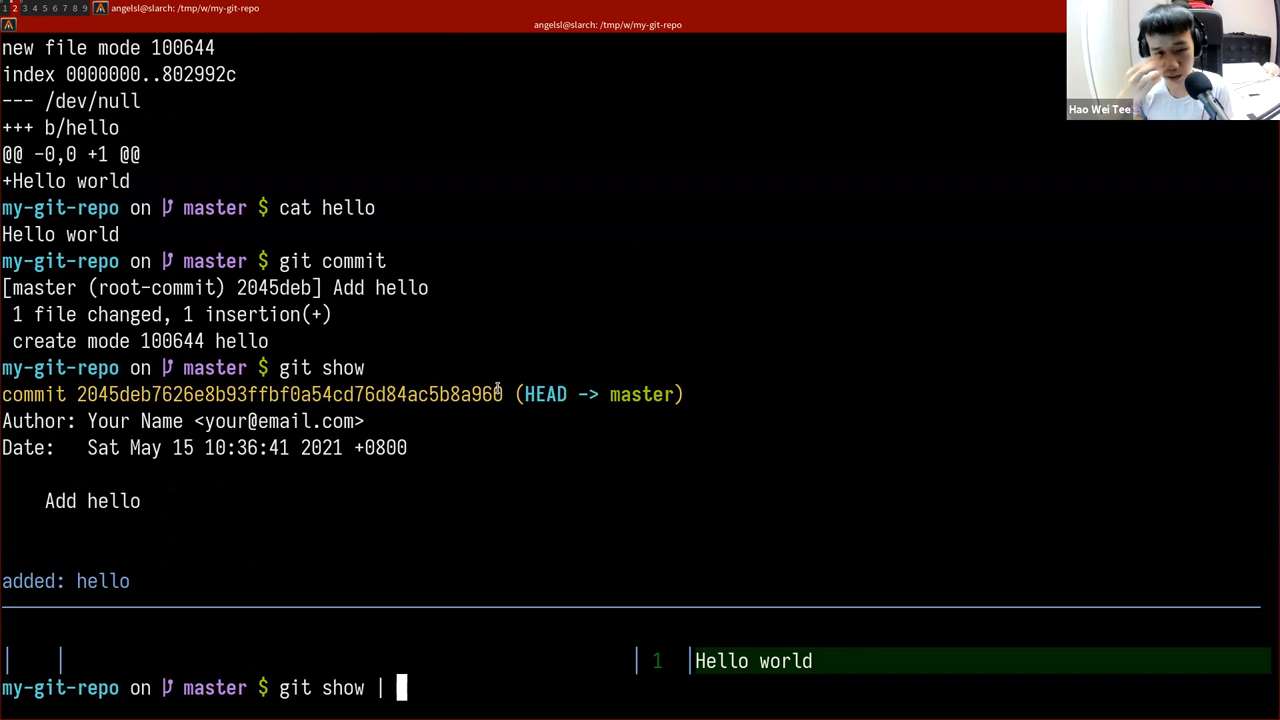 1 2 3 4 5 6 7 8 9 angelsl@slarch: /tmp/w/my-git-repo
angelsl@slarch: /tmp/w/my-git-repo
new file mode 100644
index 0000000..802992c
--- /dev/null
+++ b/hello
@@ -0,0 +1 @@
+Hello world
my-git-repo on master $ cat hello
Hello world
my-git-repo on master $ git commit
[master (root-commit) 2045deb] Add hello
1 file changed, 1 insertion(+)
create mode 100644 hello
my-git-repo on master $ git show
commit 2045deb7626e8b93ffbf0a54cd76d84ac5b8a960 (HEAD -> master)
Author: Your Name <your@email.com>
Date: Sat May 15 10:36:41 2021 +0800
Add hello
added: hello
1 Hello world
my-git-repo on master $ git show |
Hao Wei Tee